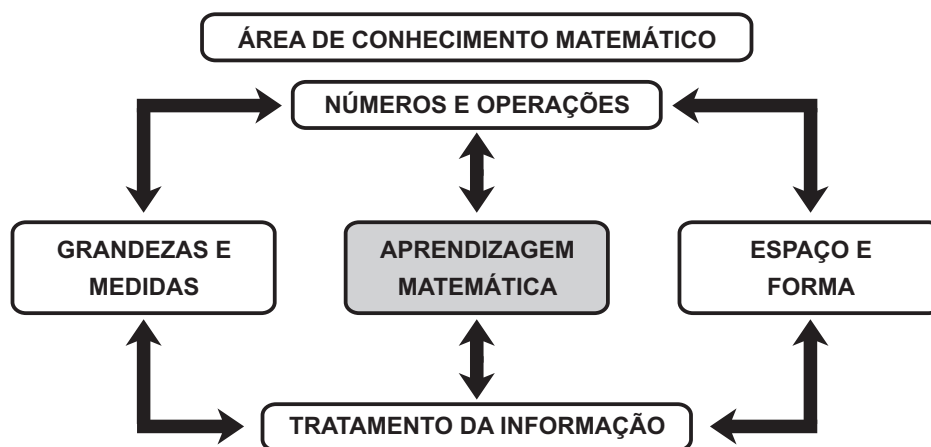 ÁREA DE CONHECIMENTO MATEMÁTICO
NÚMEROS E OPERAÇÕES
GRANDEZAS E
MEDIDAS
APRENDIZAGEM
MATEMÁTICA
ESPAÇO E
FORMA
TRATAMENTO DA INFORMAÇÃO